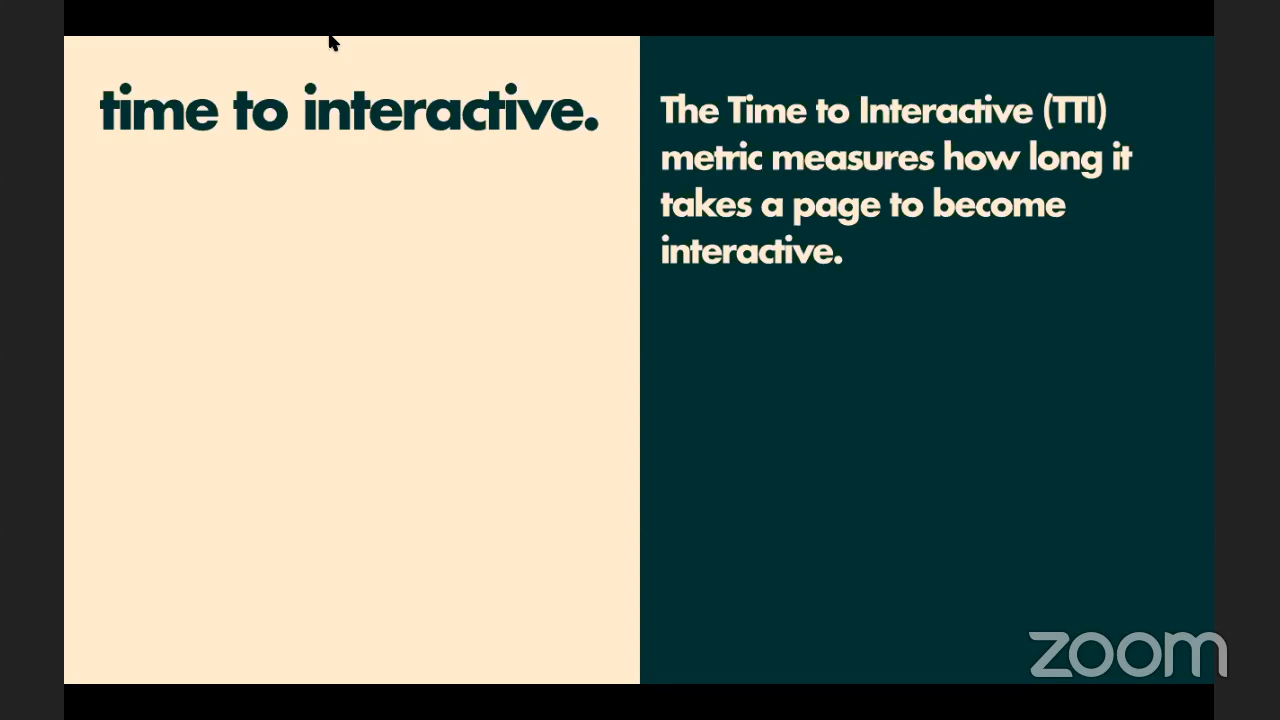 time to interactive.
The Time to Interactive (TTI)
metric measures how long it
takes a page to become
interactive.
zoom